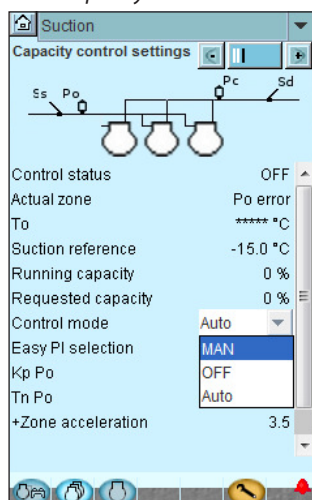 Suction
Capacity control settings
Ss Po Pc Sd
Control status OFF
Actual zone Po error
To ***** °C
Suction reference -15.0 °C
Running capacity 0 %
Requested capacity 0 %
Control mode Auto
Easy PI selection MAN
Kp Po OFF
Tn Po Auto
+Zone acceleration 3.5